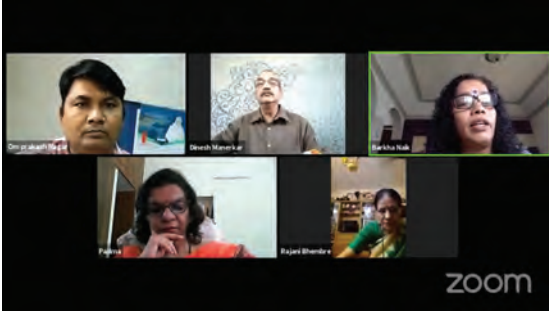 Om prakash Nagar
Dinesh Manerkar
Barkha Naik
Padma
Rajani Bhembre
zoom